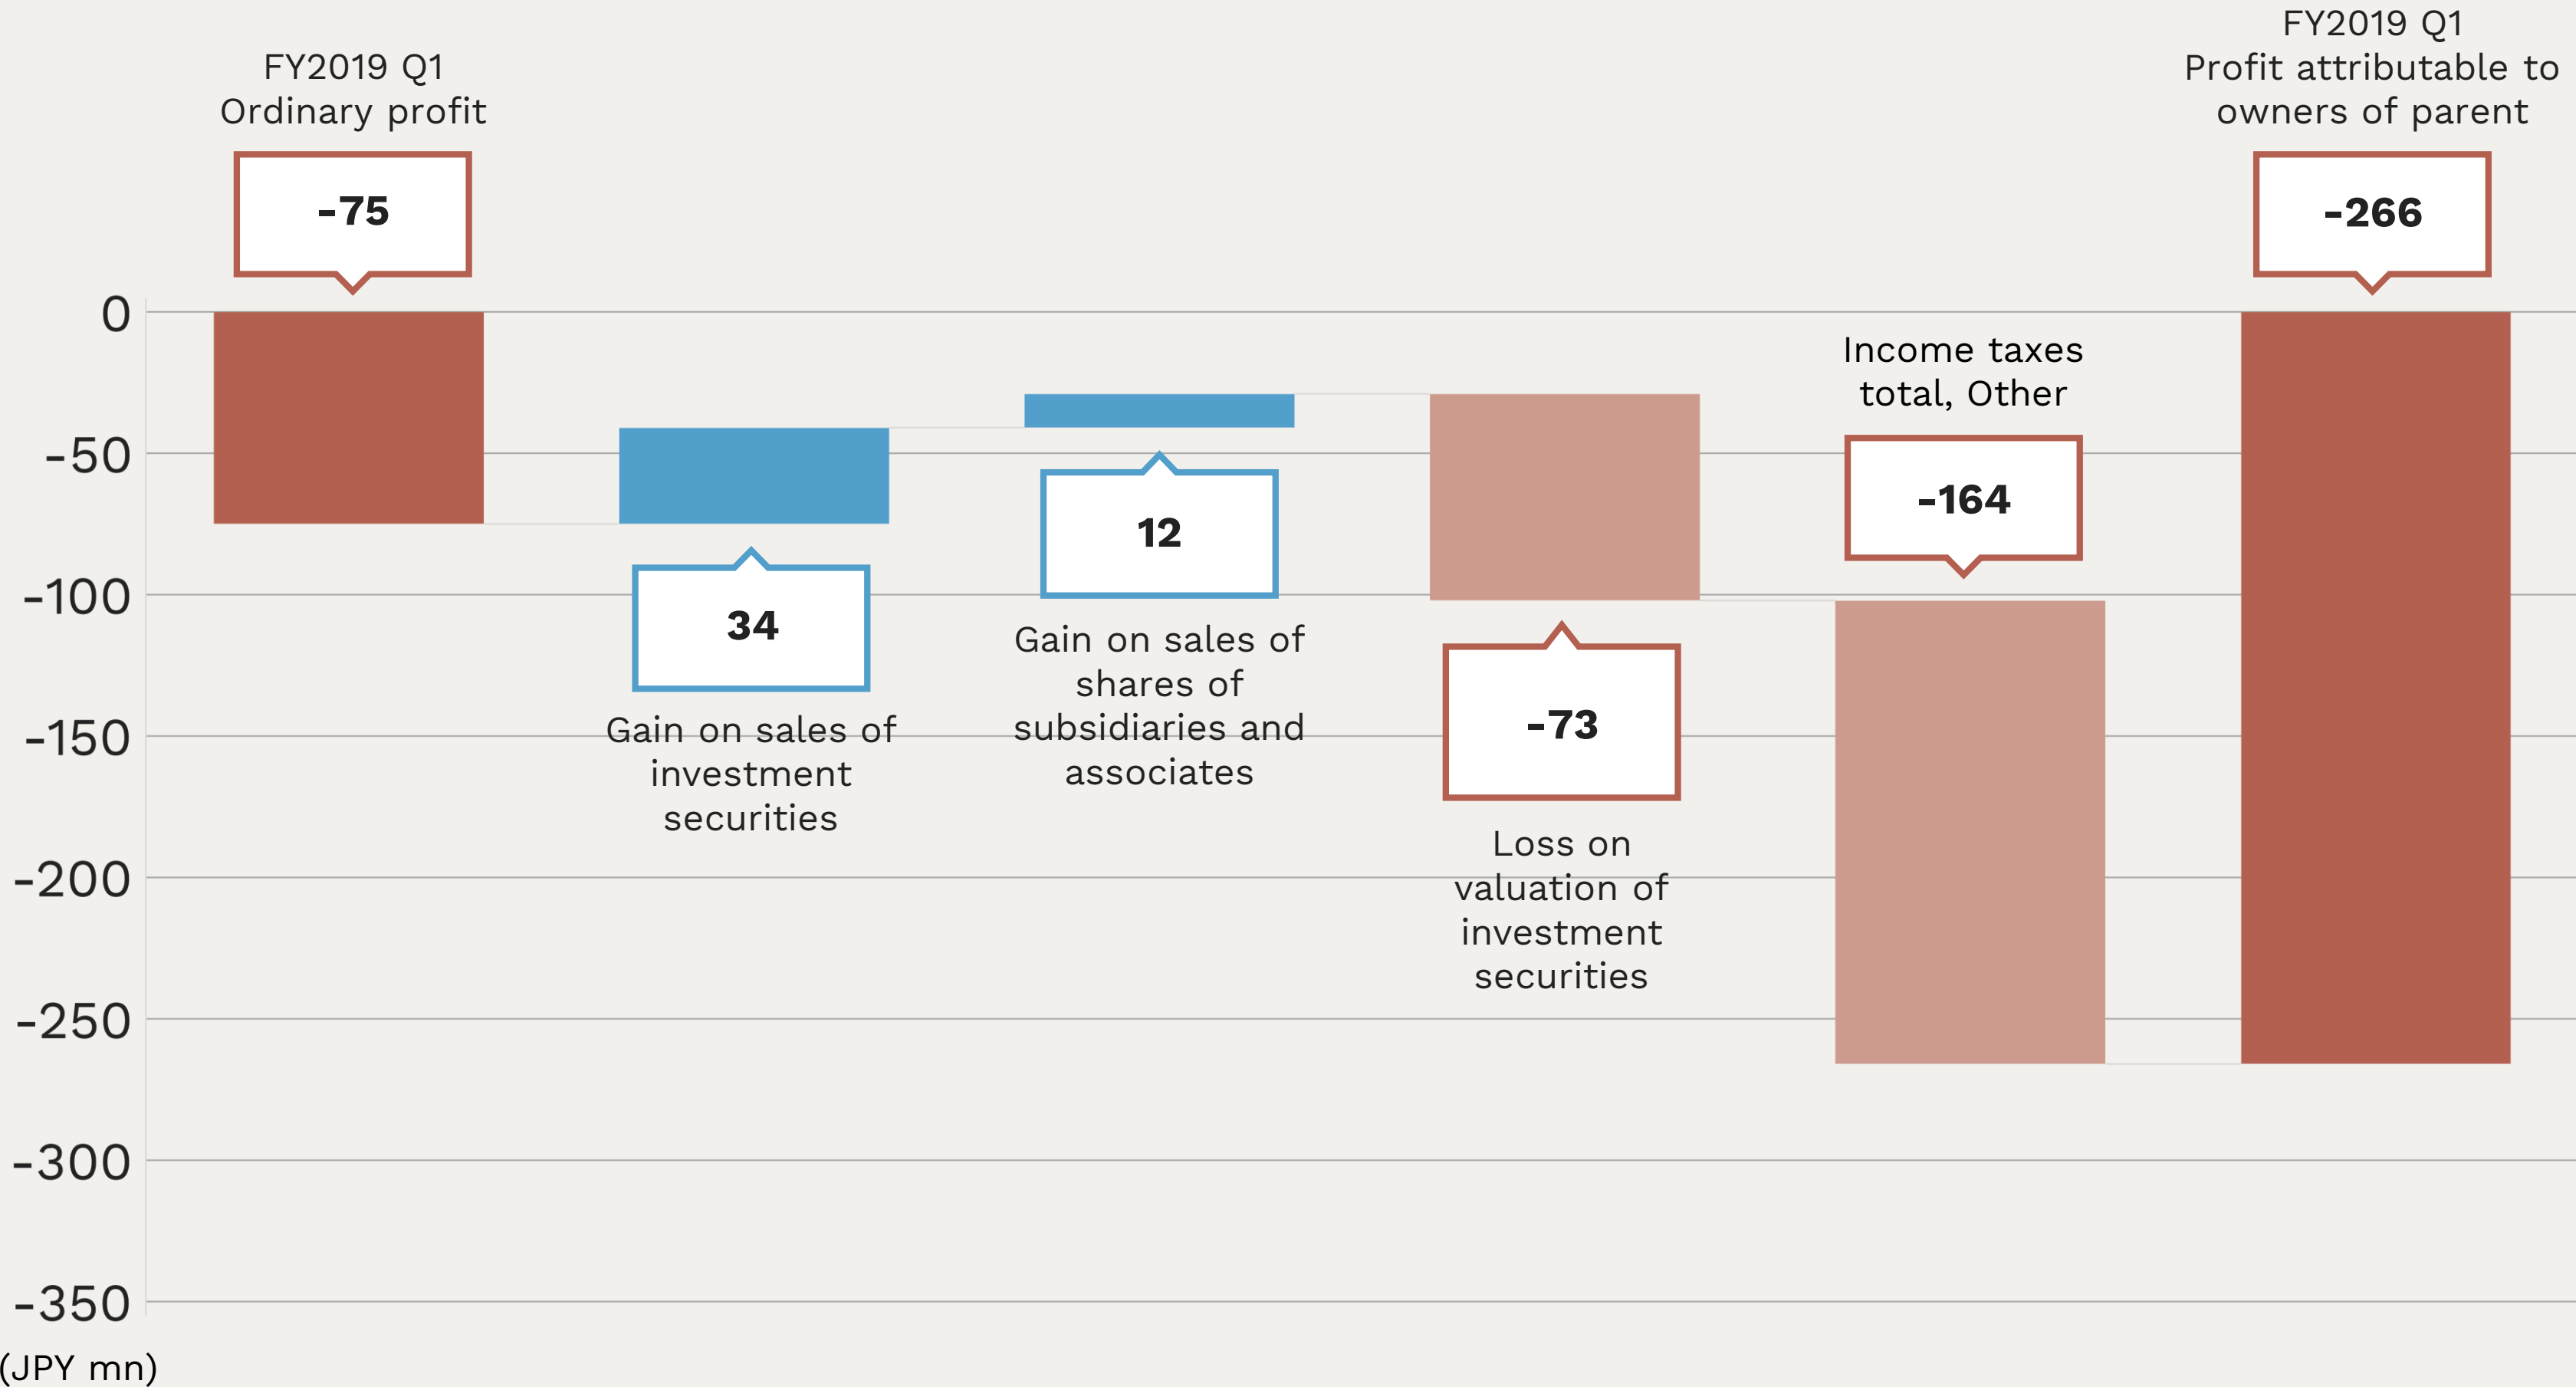 FY2019 Q1
Ordinary profit
-75
FY2019 Q1
Profit attributable to
owners of parent
-266
0
-50
-100
-150
-200
-250
-300
-350
(JPY mn)
34
Gain on sales of
investment
securities
12
Gain on sales of
shares of
subsidiaries and
associates
-73
Loss on
valuation of
investment
securities
Income taxes
total, Other
-164